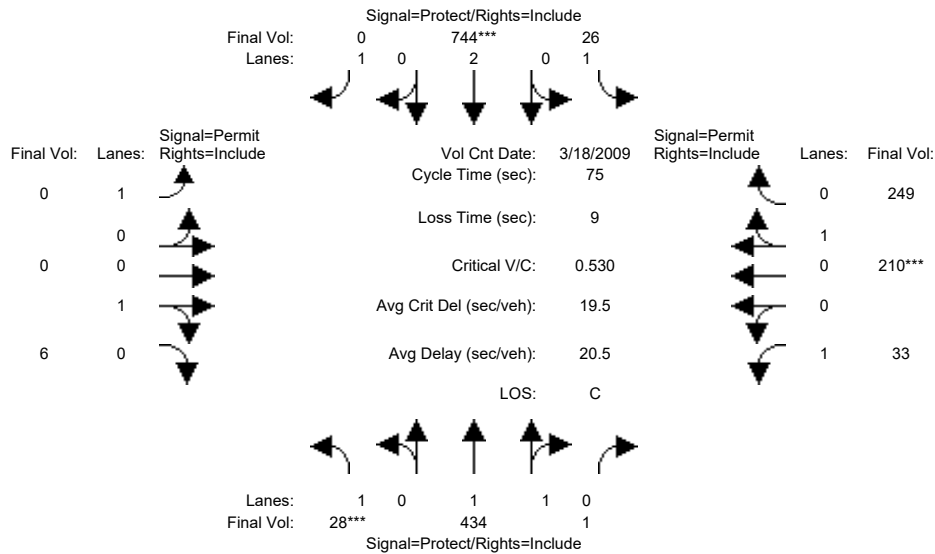 Signal=Protect/Rights=Include
Final Vol: 0 744*** 26
Lanes: 1 0 2 0 1
Signal=Permit Signal=Permit
Final Vol: Lanes: Rights=Include Vol Cnt Date: 3/18/2009 Rights=Include Lanes: Final Vol:
Cycle Time (sec): 75
0 1 0 249
Loss Time (sec): 9
0 1
0 0 Critical V/C: 0.530 0 210***
1 Avg Crit Del (sec/veh): 19.5 0
6 0 Avg Delay (sec/veh): 20.5 1 33
LOS: C
Lanes: 1 0 1 1 0
Final Vol: 28*** 434 1
Signal=Protect/Rights=Include